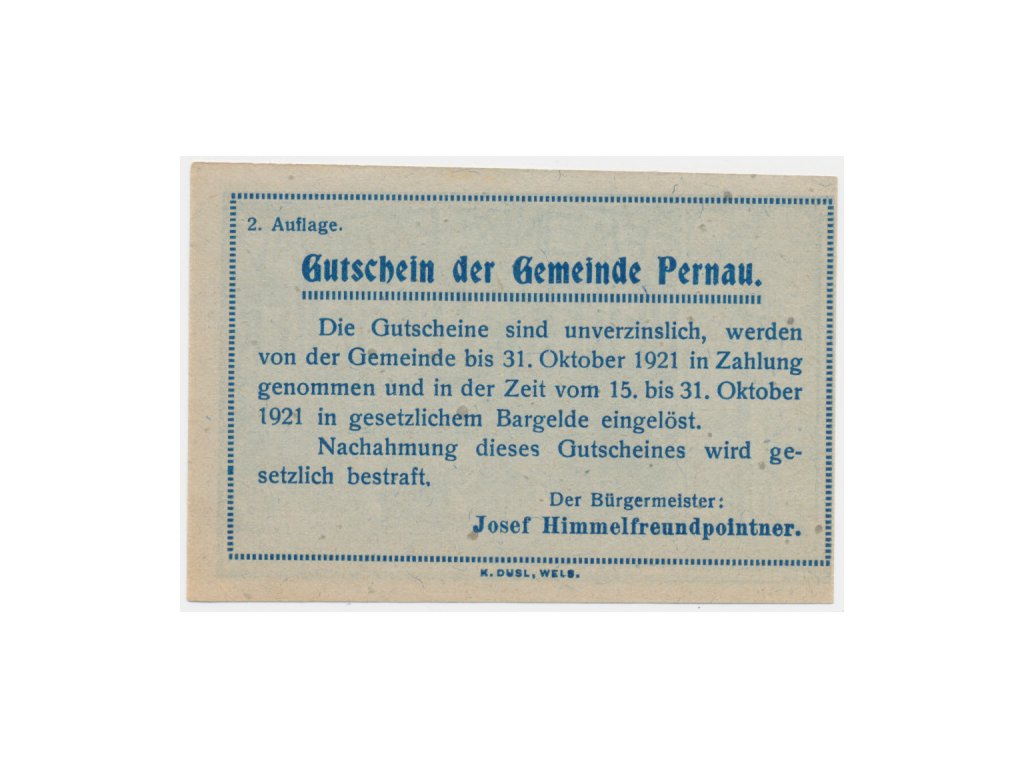 2. Auflage.
Gutschein der Gemeinde Pernau.
Die Gutscheine sind unverzinslich, werden
von der Gemeinde bis 31. Oktober 1921 in Zahlung
genommen und in der Zeit vom 15. bis 31. Oktober
1921 in gesetzlichem Bargelde eingelöst.
Nachahmung dieses Gutscheines wird ge-
setzlich bestraft.
Der Bürgermeister:
Josef Himmelfreundpointner.
K. DUSL, WELS.